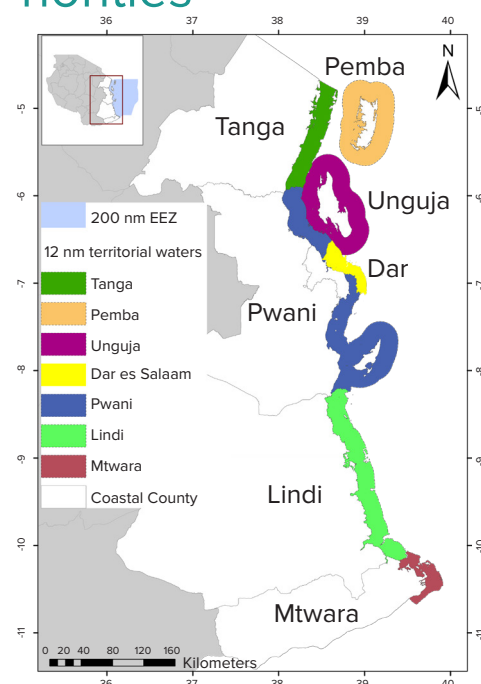 36 37 38 39 40
N
Pemba
-5 -5
Tanga
-6 -6
Unguja
200 nm EEZ
12 nm territorial waters
Dar
-7 -7
Tanga
Pwani
Pemba
Unguja
-8 -8
Dar es Salaam
Pwani
Lindi
-9 -9
Mtwara
Lindi
Coastal County
-10 -10
Mtwara
-11 -11
0 20 40 80 120 160
Kilometers
36 37 38 39 40